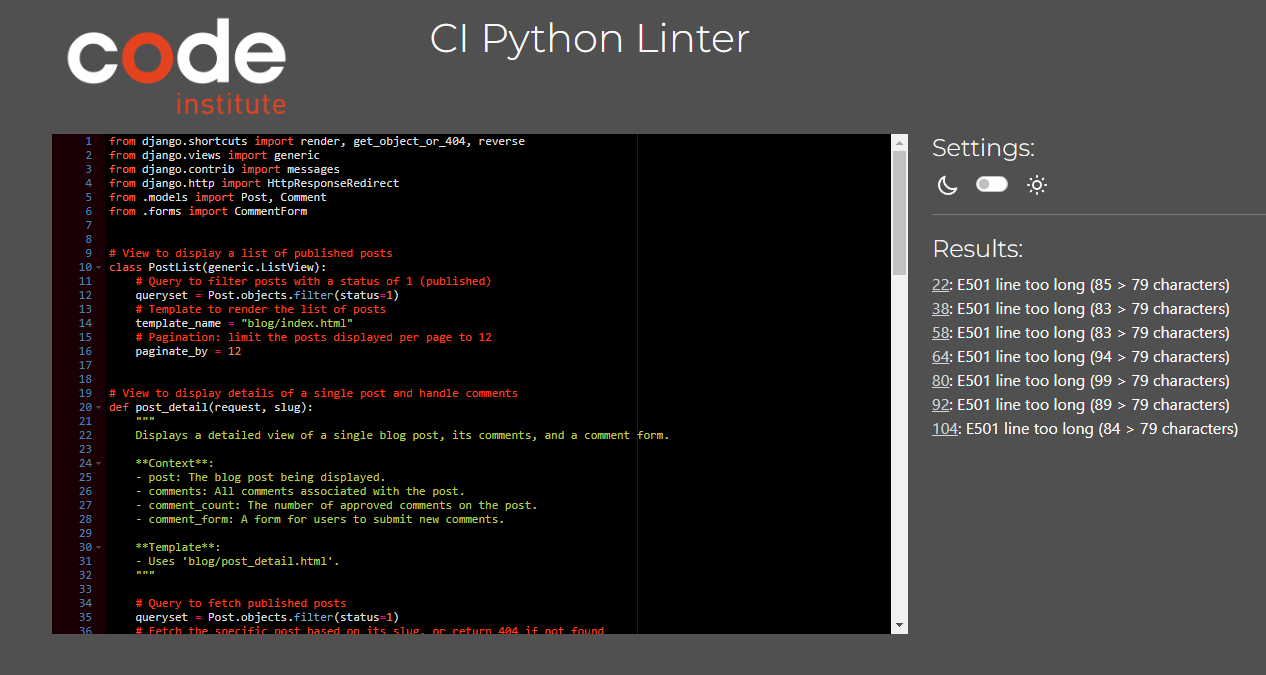 code
institute
CI Python Linter
1 from django.shortcuts import render, get_object_or_404, reverse
2 from django.views import generic
3 from django.contrib import messages
4 from django.http import HttpResponseRedirect
5 from .models import Post, Comment
6 from .forms import CommentForm
7
8
9 # View to display a list of published posts
10 class PostList(generic.ListView):
11     # Query to filter posts with a status of 1 (published)
12     queryset = Post.objects.filter(status=1)
13     # Template to render the list of posts
14     template_name = "blog/index.html"
15     # Pagination: limit the posts displayed per page to 12
16     paginate_by = 12
17
18
19 # View to display details of a single post and handle comments
20 def post_detail(request, slug):
21     """
22     Displays a detailed view of a single blog post, its comments, and a comment form.
23
24     **Context**:
25     - post: The blog post being displayed.
26     - comments: All comments associated with the post.
27     - comment_count: The number of approved comments on the post.
28     - comment_form: A form for users to submit new comments.
29
30     **Template**:
31     - Uses 'blog/post_detail.html'.
32     """
33
34     # Query to fetch published posts
35     queryset = Post.objects.filter(status=1)
36     # Fetch the specific post based on its slug, or return 404 if not found
Settings:
Results:
22: E501 line too long (85 > 79 characters)
38: E501 line too long (83 > 79 characters)
58: E501 line too long (83 > 79 characters)
64: E501 line too long (94 > 79 characters)
80: E501 line too long (99 > 79 characters)
92: E501 line too long (89 > 79 characters)
104: E501 line too long (84 > 79 characters)